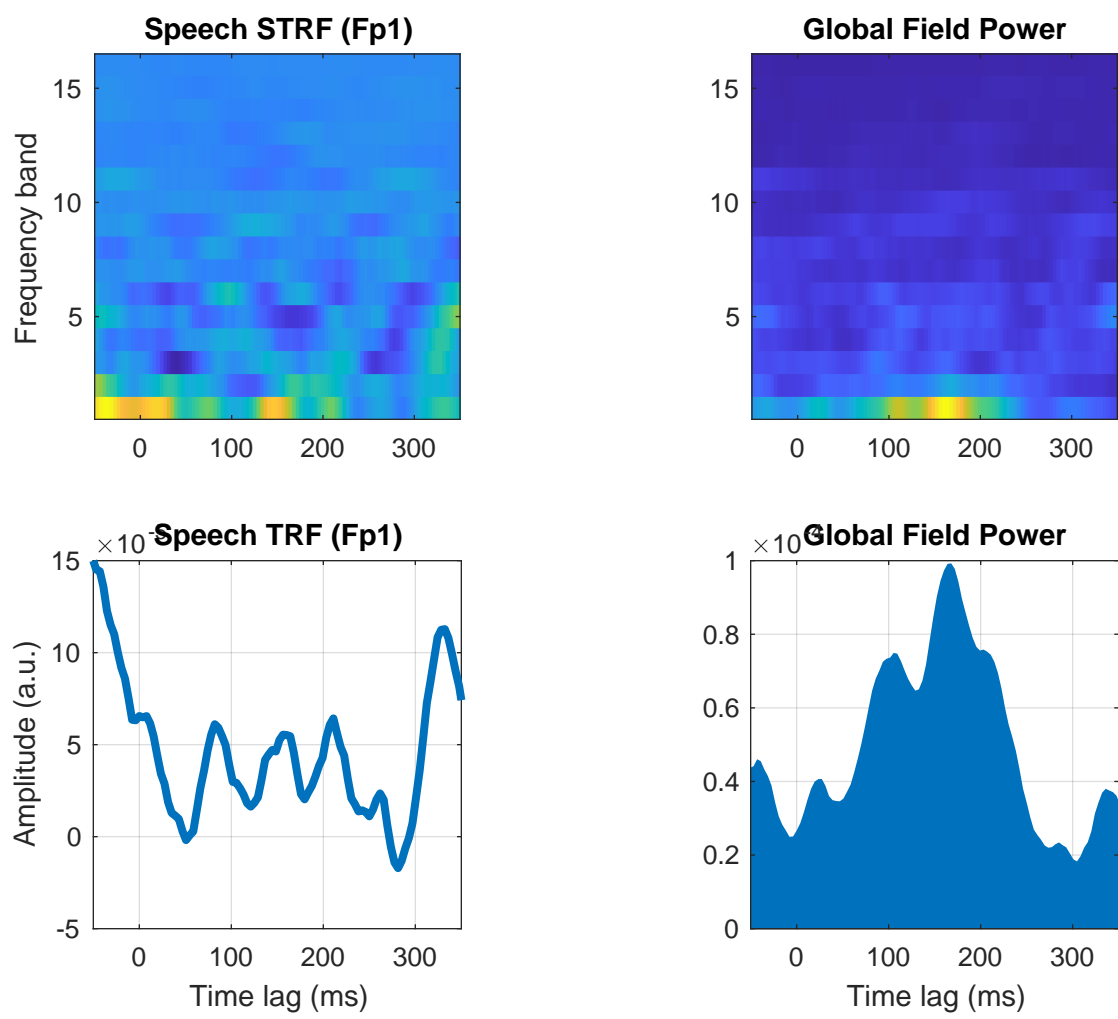 Speech STRF (Fp1)
Global Field Power
Frequency band
15
10
5
0 100 200 300
15
10
5
0 100 200 300
Speech TRF (Fp1)
Global Field Power
×10
Amplitude (a.u.)
15
10
5
0
-5
0 100 200 300
Time lag (ms)
×10
1
0.8
0.6
0.4
0.2
0
0 100 200 300
Time lag (ms)